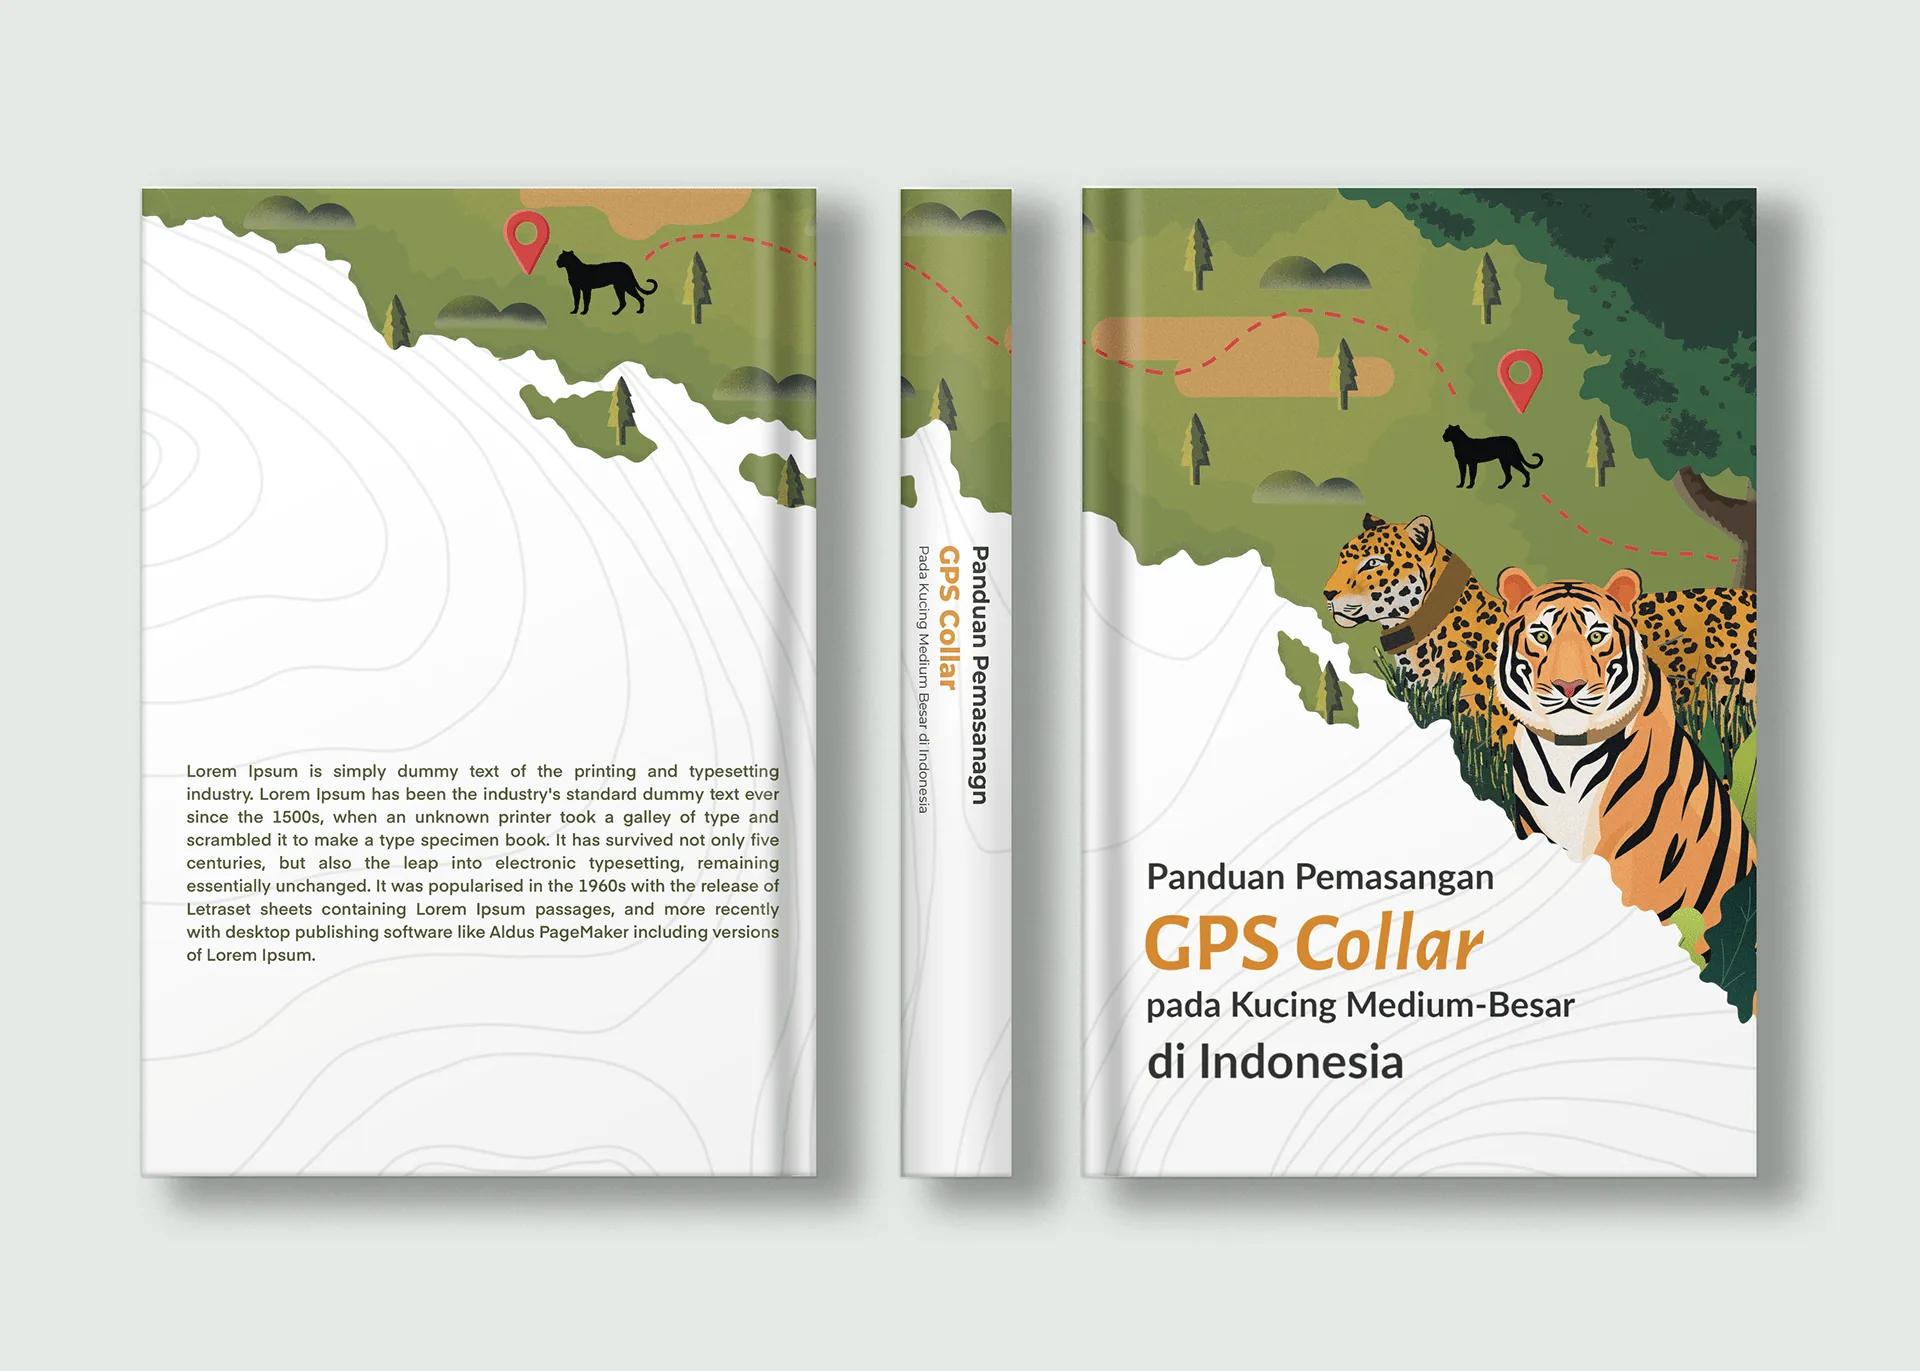 Lorem Ipsum is simply dummy text of the printing and typesetting
industry. Lorem Ipsum has been the industry's standard dummy text ever
since the 1500s, when an unknown printer took a galley of type and
scrambled it to make a type specimen book. It has survived not only five
centuries, but also the leap into electronic typesetting, remaining
essentially unchanged. It was popularised in the 1960s with the release of
Letraset sheets containing Lorem Ipsum passages, and more recently
with desktop publishing software like Aldus PageMaker including versions
of Lorem Ipsum.
Panduan Pemasanagn
GPS Collar
Pada Kucing Medium Besar di Indonesia
Panduan Pemasangan
GPS Collar
pada Kucing Medium-Besar
di Indonesia